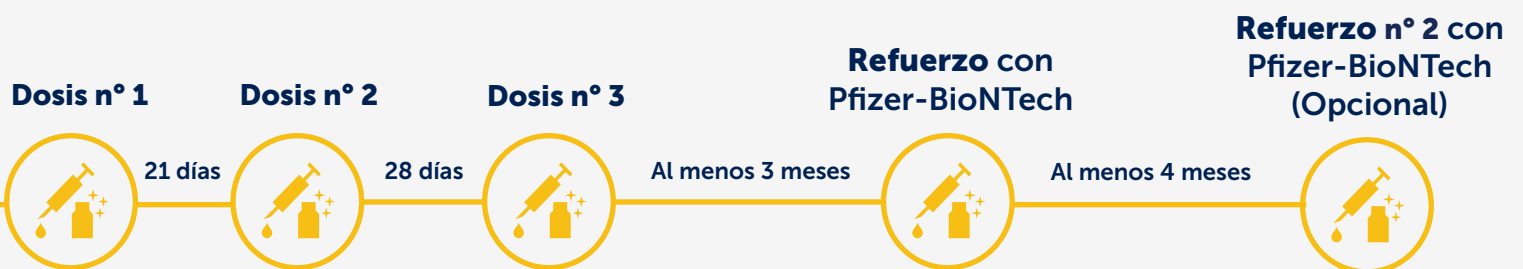 Dosis n° 1
21 días
Dosis n° 2
28 días
Dosis n° 3
Al menos 3 meses
Refuerzo con
Pfizer-BioNTech
Al menos 4 meses
Refuerzo n° 2 con
Pfizer-BioNTech
(Opcional)